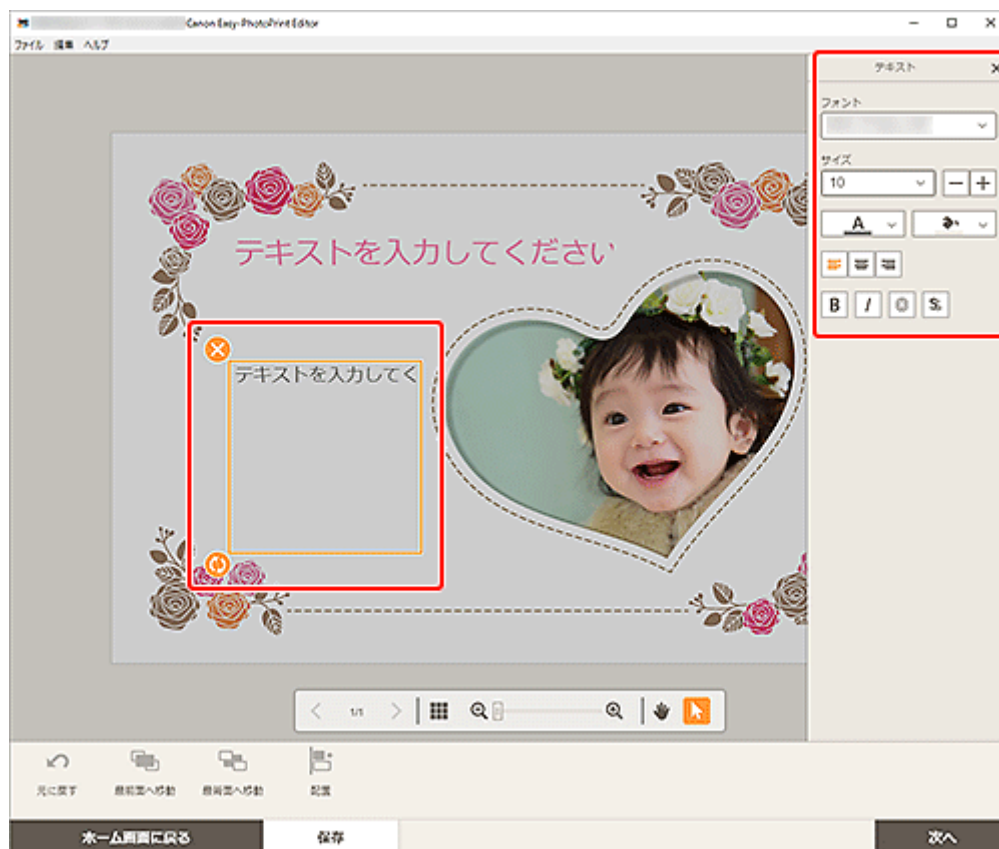 Canon Easy-PhotoPrint Editor
ファイル 編集 ヘルプ
テキスト
フォント
サイズ
10
A
B I O S
テキストを入力してください
テキストを入力してく
1/1
元に戻す 最前面へ移動 最背面へ移動 配置
ホーム画面に戻る 保存 次へ